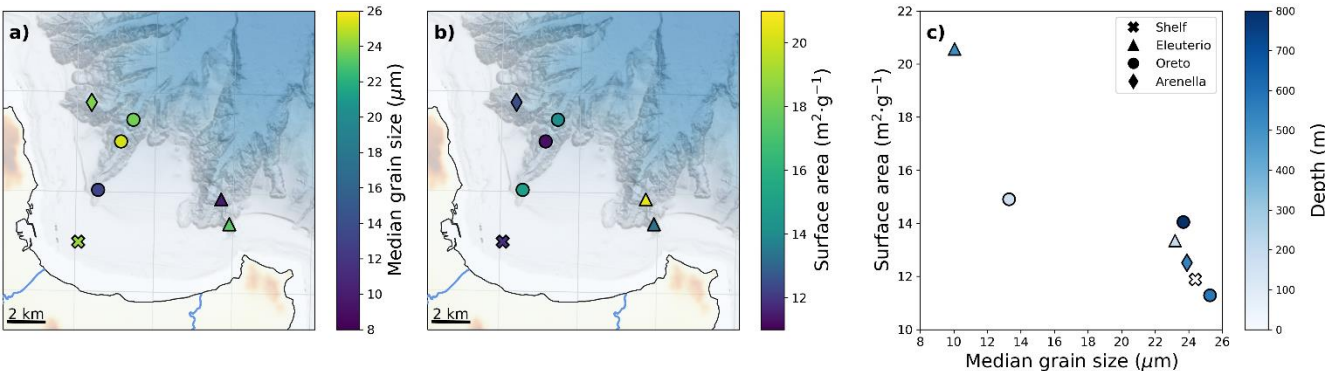 a)
2 km
26
24
22
20
18
16
14
12
10
8
Median grain size (μm)
b)
2 km
20
18
16
14
12
Surface area (m²·g⁻¹)
c)
Shelf
Eleuterio
Oreto
Arenella
22
20
18
16
14
12
10
Surface area (m²·g⁻¹)
8 10 12 14 16 18 20 22 24 26
Median grain size (μm)
800
700
600
500
400
300
200
100
0
Depth (m)